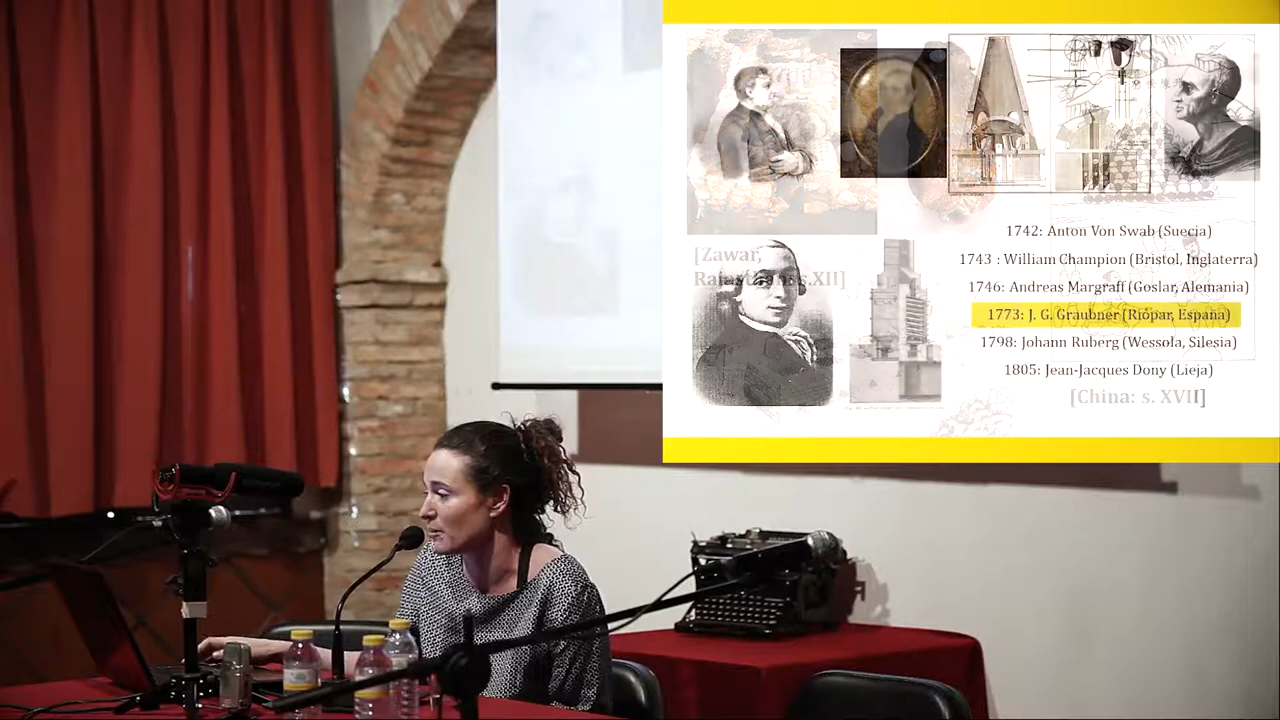 [Zawar,
1742: Anton Von Swab (Suecia)
1743 : William Champion (Bristol, Inglaterra)
1746: Andreas Margraff (Goslar, Alemania)
1773: J. G. Graubner (Riópar, España)
1798: Johann Ruberg (Wessola, Silesia)
1805: Jean-Jacques Dony (Lieja)
[China: s. XVII]